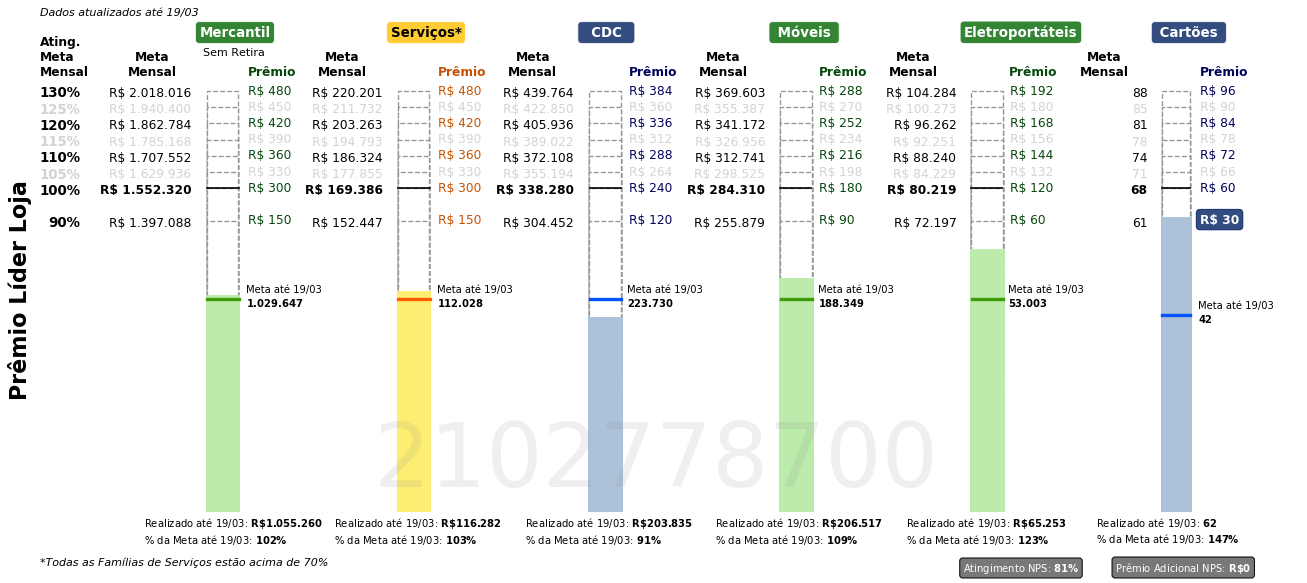 Dados atualizados até 19/03
Mercantil Serviços* CDC Móveis Eletroportáteis Cartões
Sem Retira
Ating. Meta Mensal
Meta Mensal Prêmio Meta Mensal Prêmio Meta Mensal Prêmio Meta Mensal Prêmio Meta Mensal Prêmio Meta Mensal Prêmio
130% R$ 2.018.016 R$ 480 R$ 220.201 R$ 480 R$ 439.764 R$ 384 R$ 369.603 R$ 288 R$ 104.284 R$ 192 88 R$ 96
125% R$ 1.940.400 R$ 450 R$ 211.732 R$ 450 R$ 422.850 R$ 360 R$ 355.387 R$ 270 R$ 100.273 R$ 180 85 R$ 90
120% R$ 1.862.784 R$ 420 R$ 203.263 R$ 420 R$ 405.936 R$ 336 R$ 341.172 R$ 252 R$ 96.262 R$ 168 81 R$ 84
115% R$ 1.785.168 R$ 390 R$ 194.793 R$ 390 R$ 389.022 R$ 312 R$ 326.956 R$ 234 R$ 92.251 R$ 156 78 R$ 78
110% R$ 1.707.552 R$ 360 R$ 186.324 R$ 360 R$ 372.108 R$ 288 R$ 312.741 R$ 216 R$ 88.240 R$ 144 74 R$ 72
105% R$ 1.629.936 R$ 330 R$ 177.855 R$ 330 R$ 355.194 R$ 264 R$ 298.525 R$ 198 R$ 84.229 R$ 132 71 R$ 66
100% R$ 1.552.320 R$ 300 R$ 169.386 R$ 300 R$ 338.280 R$ 240 R$ 284.310 R$ 180 R$ 80.219 R$ 120 68 R$ 60
90% R$ 1.397.088 R$ 150 R$ 152.447 R$ 150 R$ 304.452 R$ 120 R$ 255.879 R$ 90 R$ 72.197 R$ 60 61 R$ 30
Prêmio Líder Loja
Meta até 19/03 Meta até 19/03 Meta até 19/03 Meta até 19/03 Meta até 19/03 Meta até 19/03
1.029.647 112.028 223.730 188.349 53.003 42
2102778700
Realizado até 19/03: R$1.055.260 Realizado até 19/03: R$116.282 Realizado até 19/03: R$203.835 Realizado até 19/03: R$206.517 Realizado até 19/03: R$65.253 Realizado até 19/03: 62
% da Meta até 19/03: 102% % da Meta até 19/03: 103% % da Meta até 19/03: 91% % da Meta até 19/03: 109% % da Meta até 19/03: 123% % da Meta até 19/03: 147%
*Todas as Famílias de Serviços estão acima de 70%
Atingimento NPS: 81% Prêmio Adicional NPS: R$0